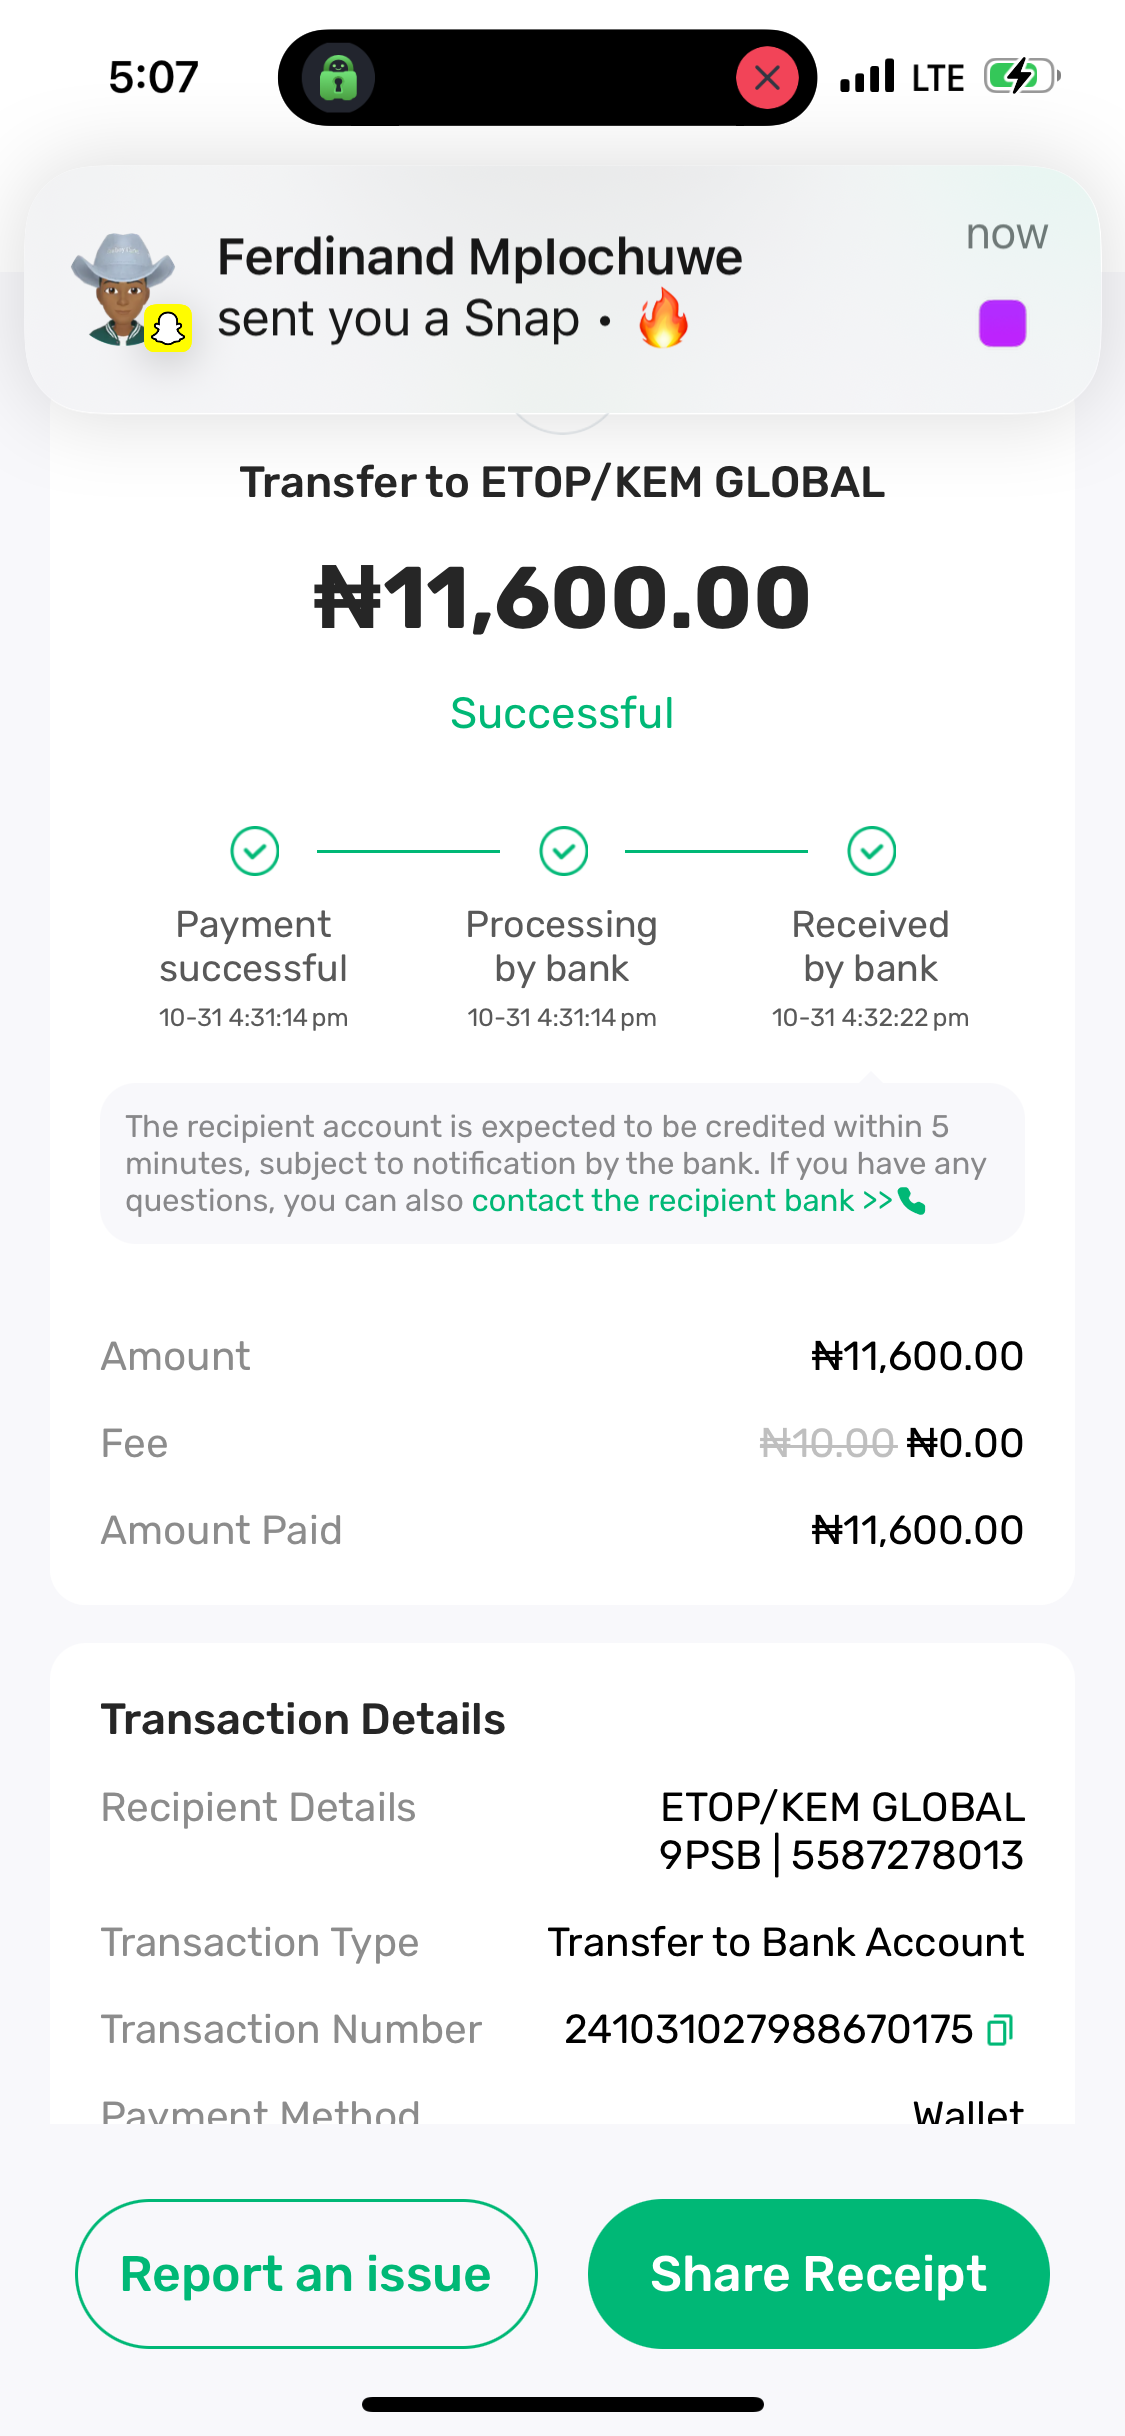 5:07
LTE
Ferdinand Mplochuwe
now
sent you a Snap • 🔥
Transfer to ETOP/KEM GLOBAL
₦11,600.00
Successful
Payment successful
10-31 4:31:14 pm
Processing by bank
10-31 4:31:14 pm
Received by bank
10-31 4:32:22 pm
The recipient account is expected to be credited within 5
minutes, subject to notification by the bank. If you have any
questions, you can also contact the recipient bank >>
Amount ₦11,600.00
Fee ₦10.00 ₦0.00
Amount Paid ₦11,600.00
Transaction Details
Recipient Details ETOP/KEM GLOBAL
9PSB | 5587278013
Transaction Type Transfer to Bank Account
Transaction Number 241031027988670175
Payment Method Wallet
Report an issue
Share Receipt